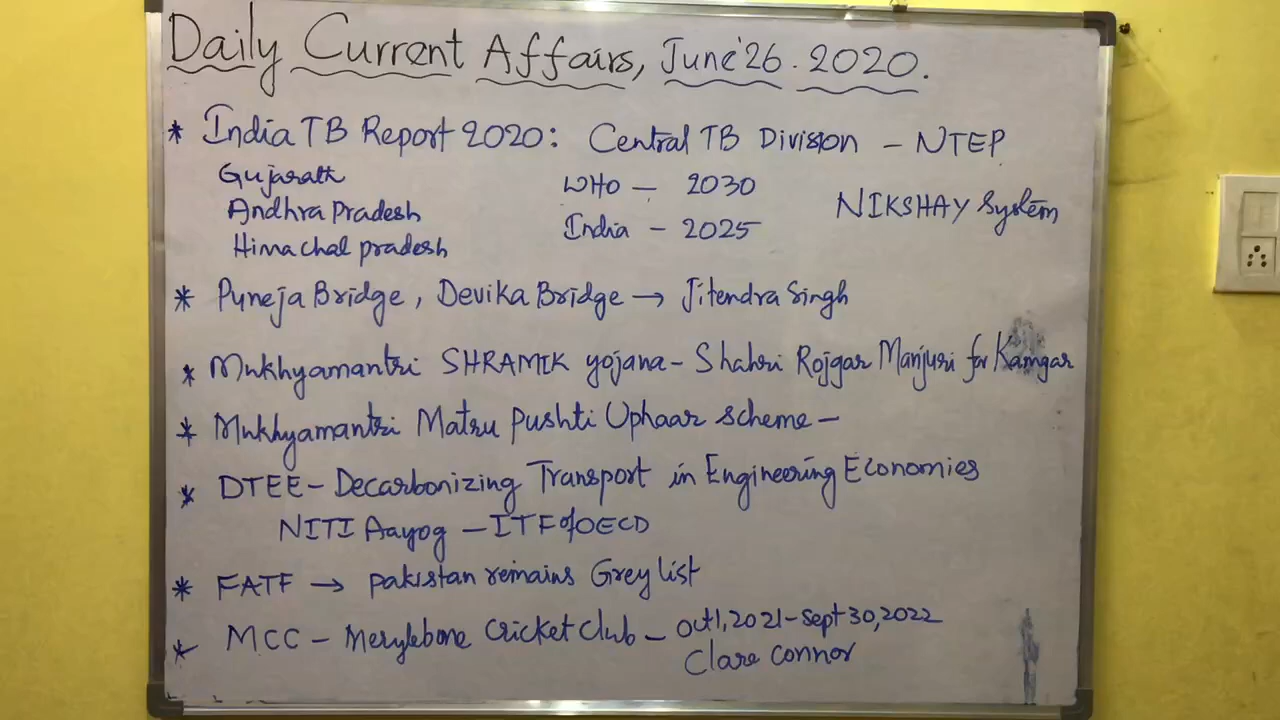 Daily Current Affairs, June'26. 2020.
* India TB Report 2020: Central TB Division - NTEP
Gujarath WHO - 2030 NIKSHAY System
Andhra Pradesh India - 2025
Himachal pradesh
* Puneja Bridge, Devika Bridge → Jitendra Singh
* Mukhyamantri SHRAMIK yojana - Shahri Rojgar Manjuri for Kamgar
* Mukhyamantri Matru Pushti Uphaar Scheme -
* DTEE - Decarbonizing Transport in Engineering Economies
NITI Aayog - ITF of OECD
* FATF → pakistan remains Grey list
* MCC - Merylebone Cricket Club - Oct 1, 2021 - Sept 30, 2022
Clare Connor